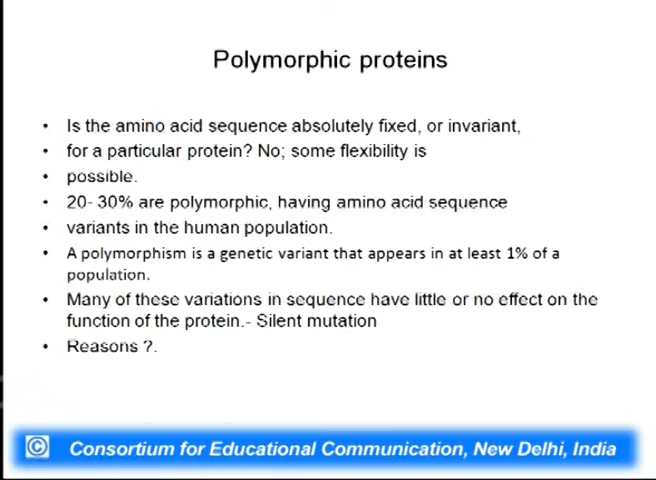 Polymorphic proteins
• Is the amino acid sequence absolutely fixed, or invariant,
• for a particular protein? No; some flexibility is
• possible.
• 20- 30% are polymorphic, having amino acid sequence
• variants in the human population.
• A polymorphism is a genetic variant that appears in at least 1% of a
population.
• Many of these variations in sequence have little or no effect on the
function of the protein.- Silent mutation
• Reasons ?.
© Consortium for Educational Communication, New Delhi, India